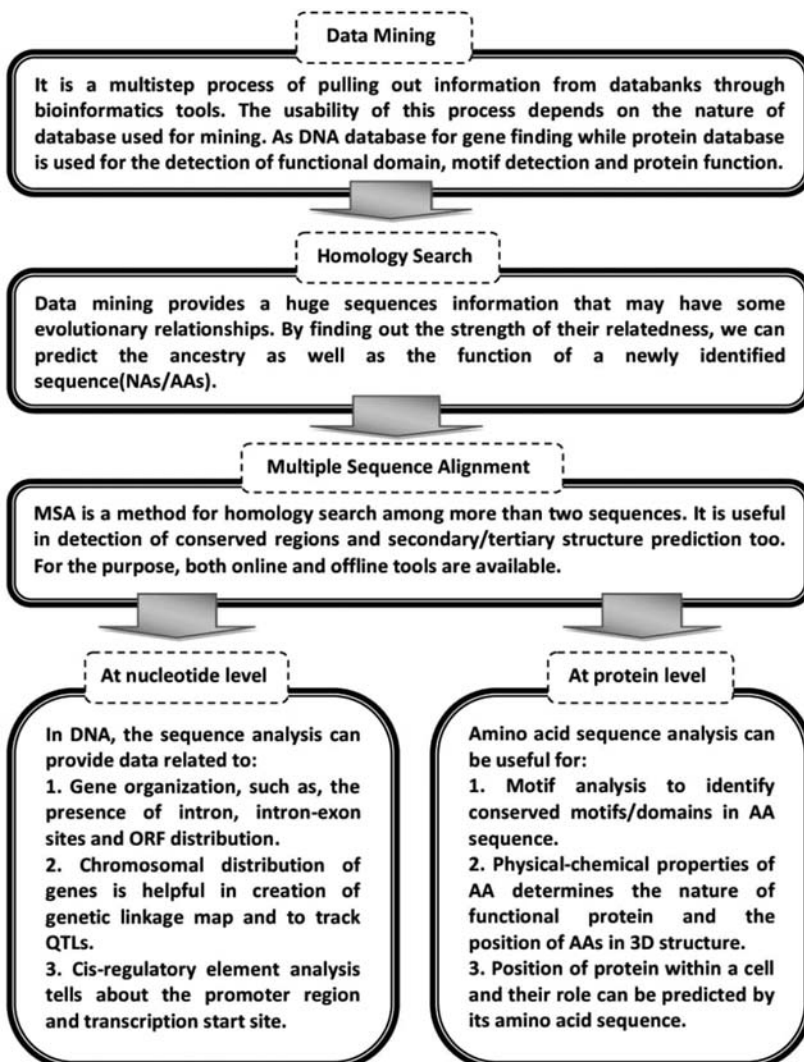 Data Mining
It is a multistep process of pulling out information from databanks through
bioinformatics tools. The usability of this process depends on the nature of
database used for mining. As DNA database for gene finding while protein database
is used for the detection of functional domain, motif detection and protein function.
Homology Search
Data mining provides a huge sequences information that may have some
evolutionary relationships. By finding out the strength of their relatedness, we can
predict the ancestry as well as the function of a newly identified
sequence(NAs/AAs).
Multiple Sequence Alignment
MSA is a method for homology search among more than two sequences. It is useful
in detection of conserved regions and secondary/tertiary structure prediction too.
For the purpose, both online and offline tools are available.
At nucleotide level
In DNA, the sequence analysis can
provide data related to:
1. Gene organization, such as, the
presence of intron, intron-exon
sites and ORF distribution.
2. Chromosomal distribution of
genes is helpful in creation of
genetic linkage map and to track
QTLs.
3. Cis-regulatory element analysis
tells about the promoter region
and transcription start site.
At protein level
Amino acid sequence analysis can
be useful for:
1. Motif analysis to identify
conserved motifs/domains in AA
sequence.
2. Physical-chemical properties of
AA determines the nature of
functional protein and the
position of AAs in 3D structure.
3. Position of protein within a cell
and their role can be predicted by
its amino acid sequence.